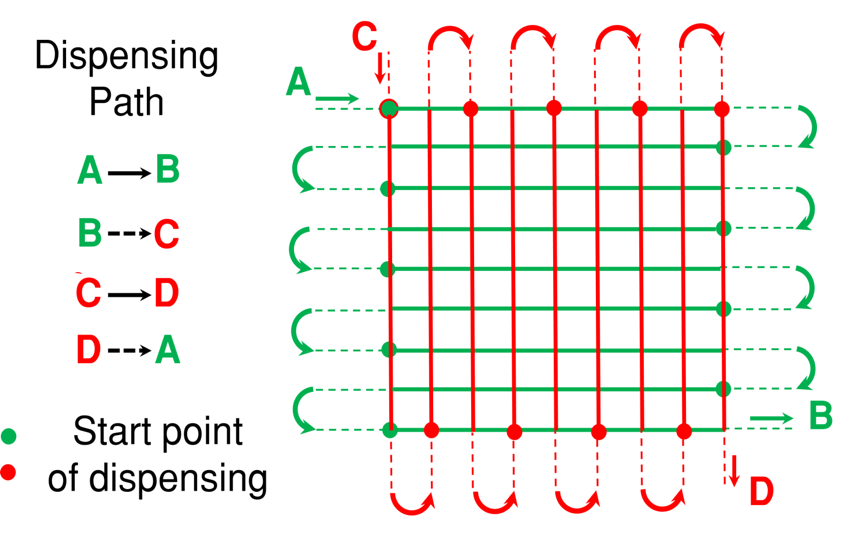 Dispensing
Path
A B
B C
C D
D A
Start point
of dispensing
C
A
B
D